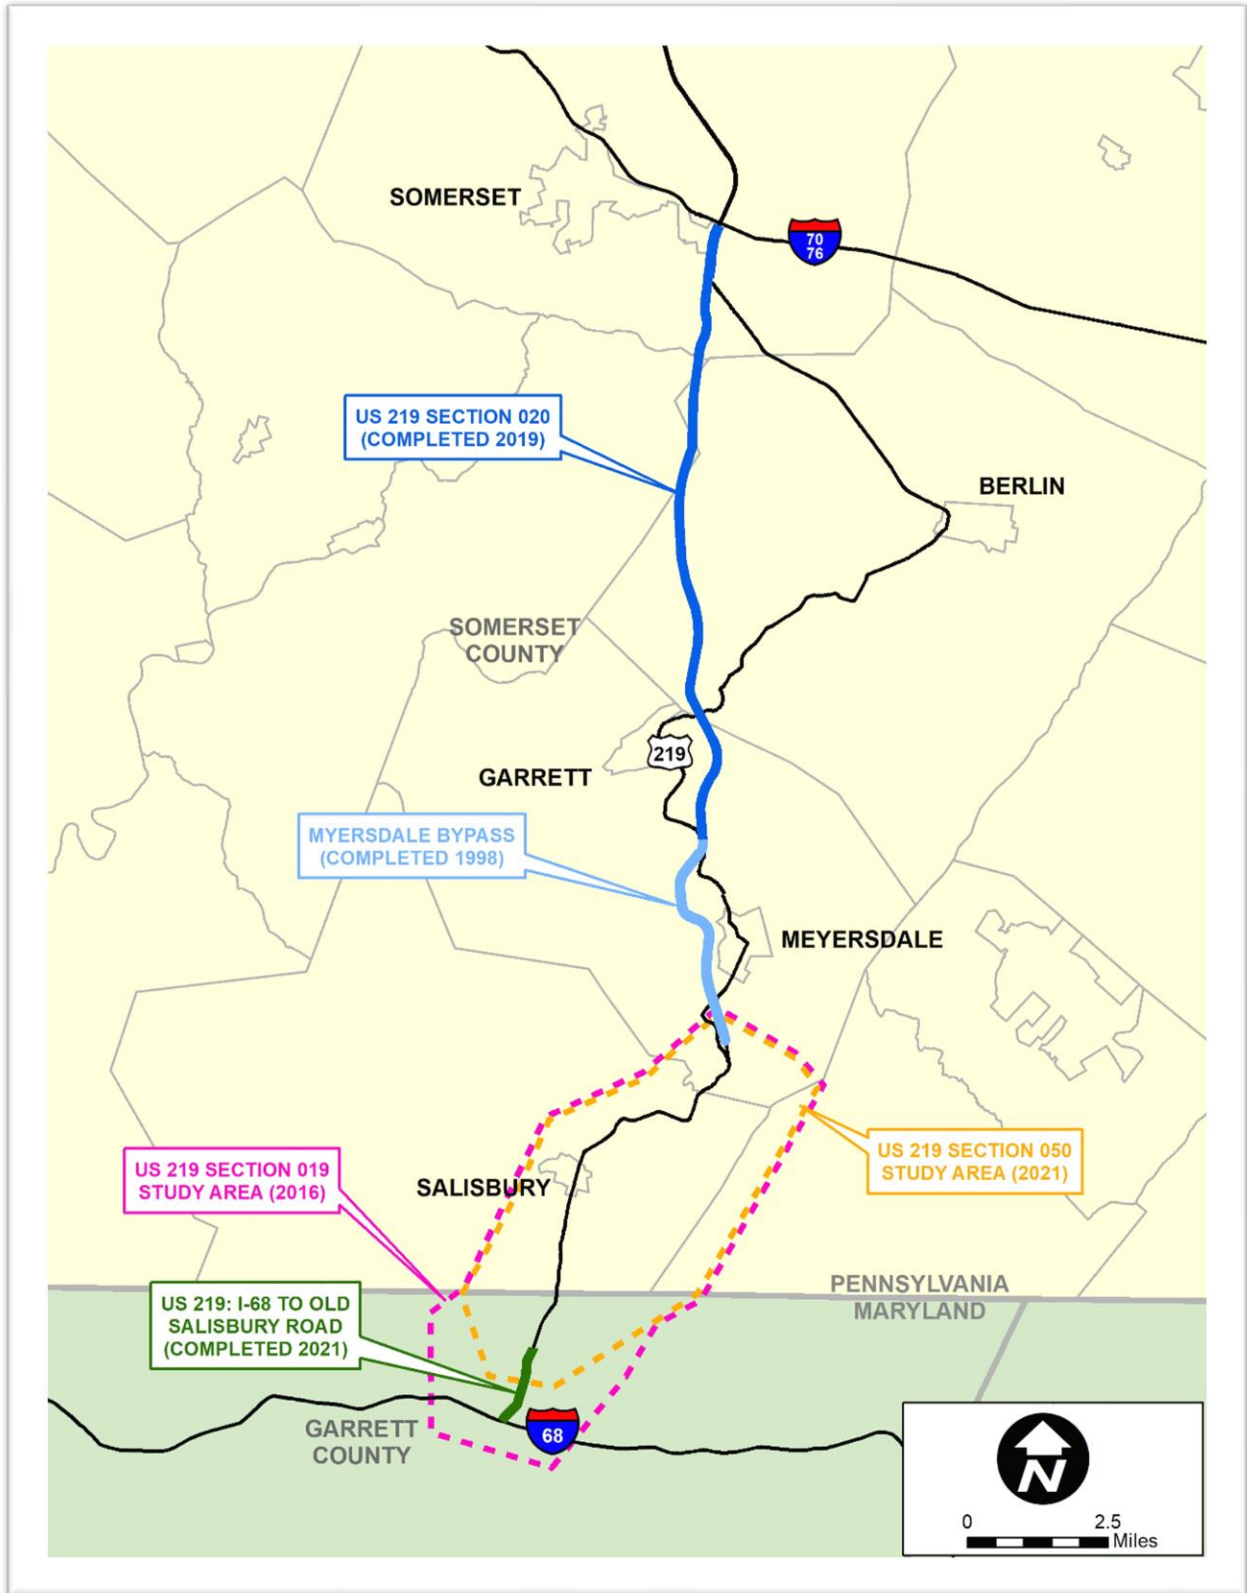 SOMERSET
70
76
US 219 SECTION 020
(COMPLETED 2019)
BERLIN
SOMERSET
COUNTY
219
GARRETT
MYERSDALE BYPASS
(COMPLETED 1998)
MEYERSDALE
US 219 SECTION 050
STUDY AREA (2021)
US 219 SECTION 019
STUDY AREA (2016)
SALISBURY
PENNSYLVANIA
MARYLAND
US 219: I-68 TO OLD
SALISBURY ROAD
(COMPLETED 2021)
GARRETT
COUNTY
68
N
0 2.5
Miles